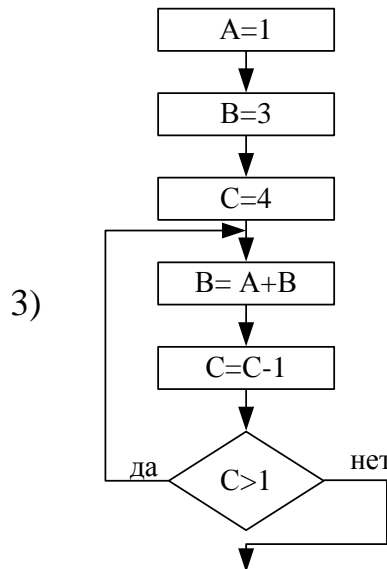 A=1
B=3
C=4
3)
B= A+B
C=C-1
да
C>1
нет